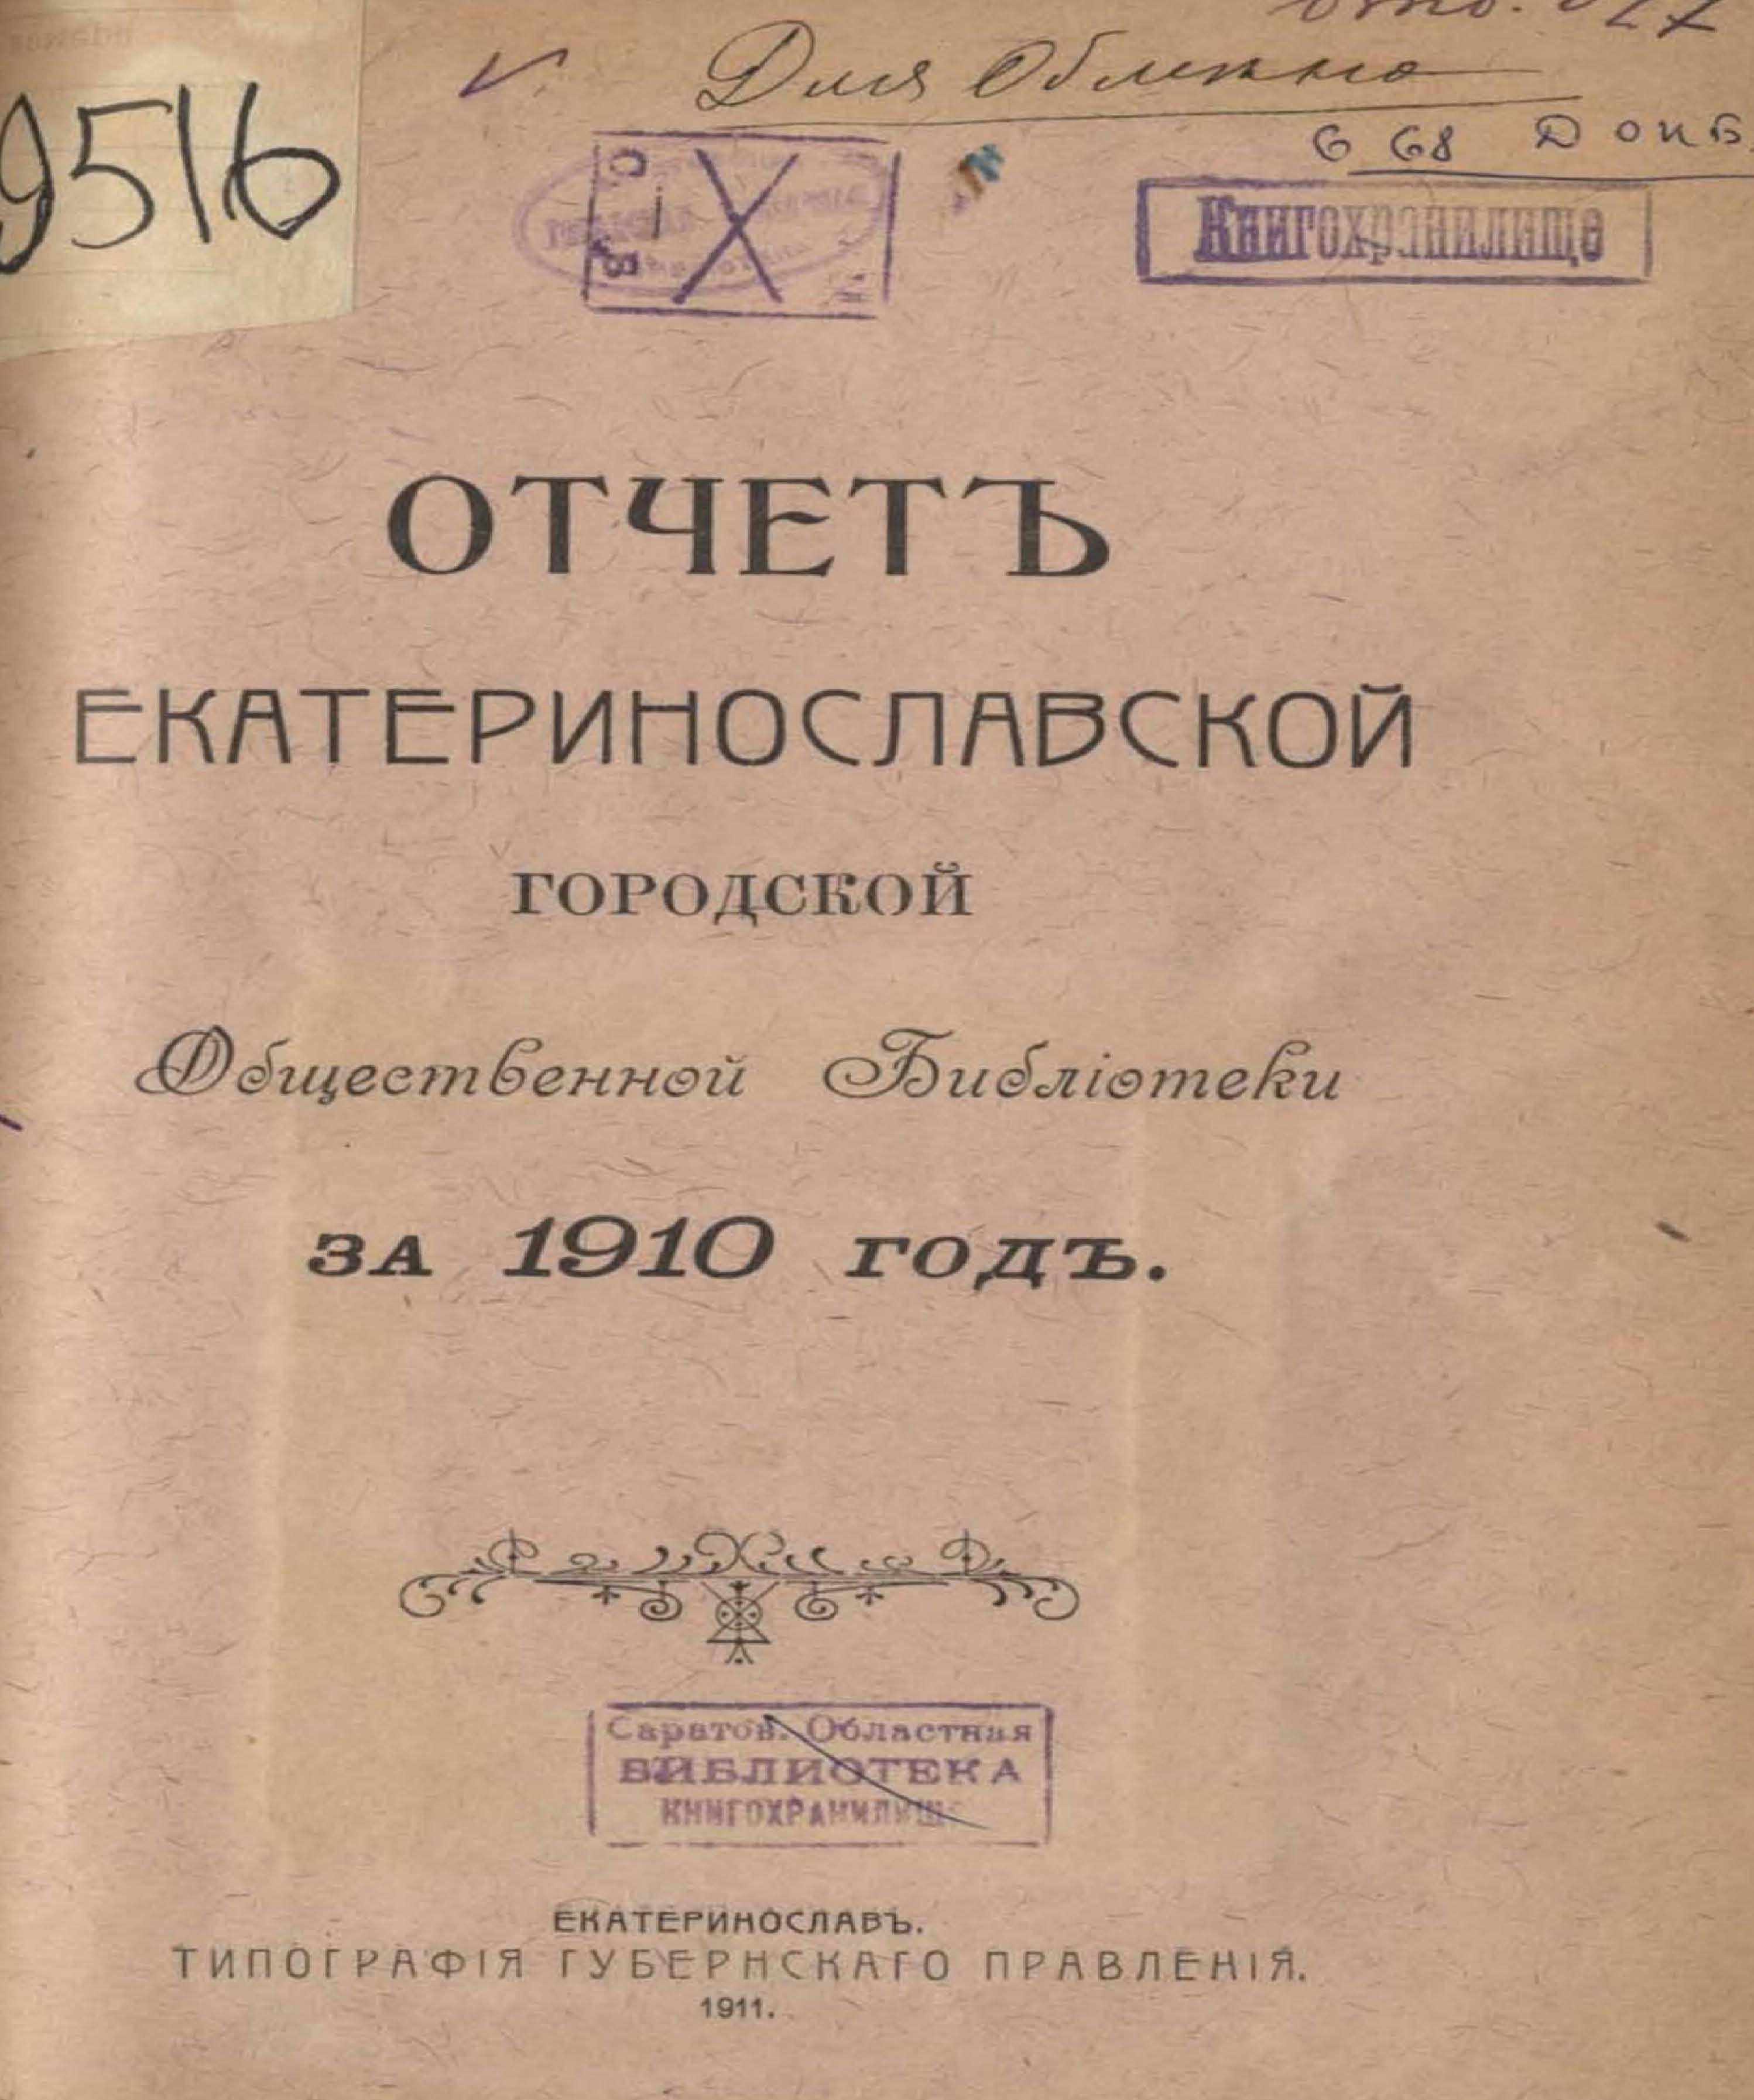 9516
Для
668
Книгохранилище
ОТЧЕТЪ
ЕКАТЕРИНОСЛАВСКОЙ
ГОРОДСКОЙ
Общественной Библіотеки
за 1910 годъ.
Саратов. Областная
БИБЛИОТЕКА
КНИГОХРАНИЛИЩЕ
ЕКАТЕРИНОСЛАВЪ.
ТИПОГРАФІЯ ГУБЕРНСКАГО ПРАВЛЕНІЯ.
1911.